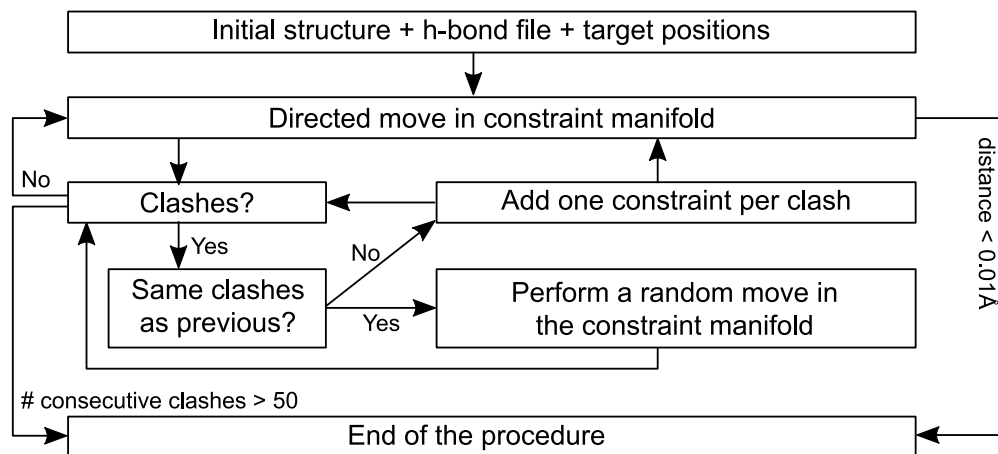 Initial structure + h-bond file + target positions
Directed move in constraint manifold
No
Clashes?
Add one constraint per clash
Yes
No
Same clashes
as previous?
Yes
Perform a random move in
the constraint manifold
distance < 0.01Å
# consecutive clashes > 50
End of the procedure